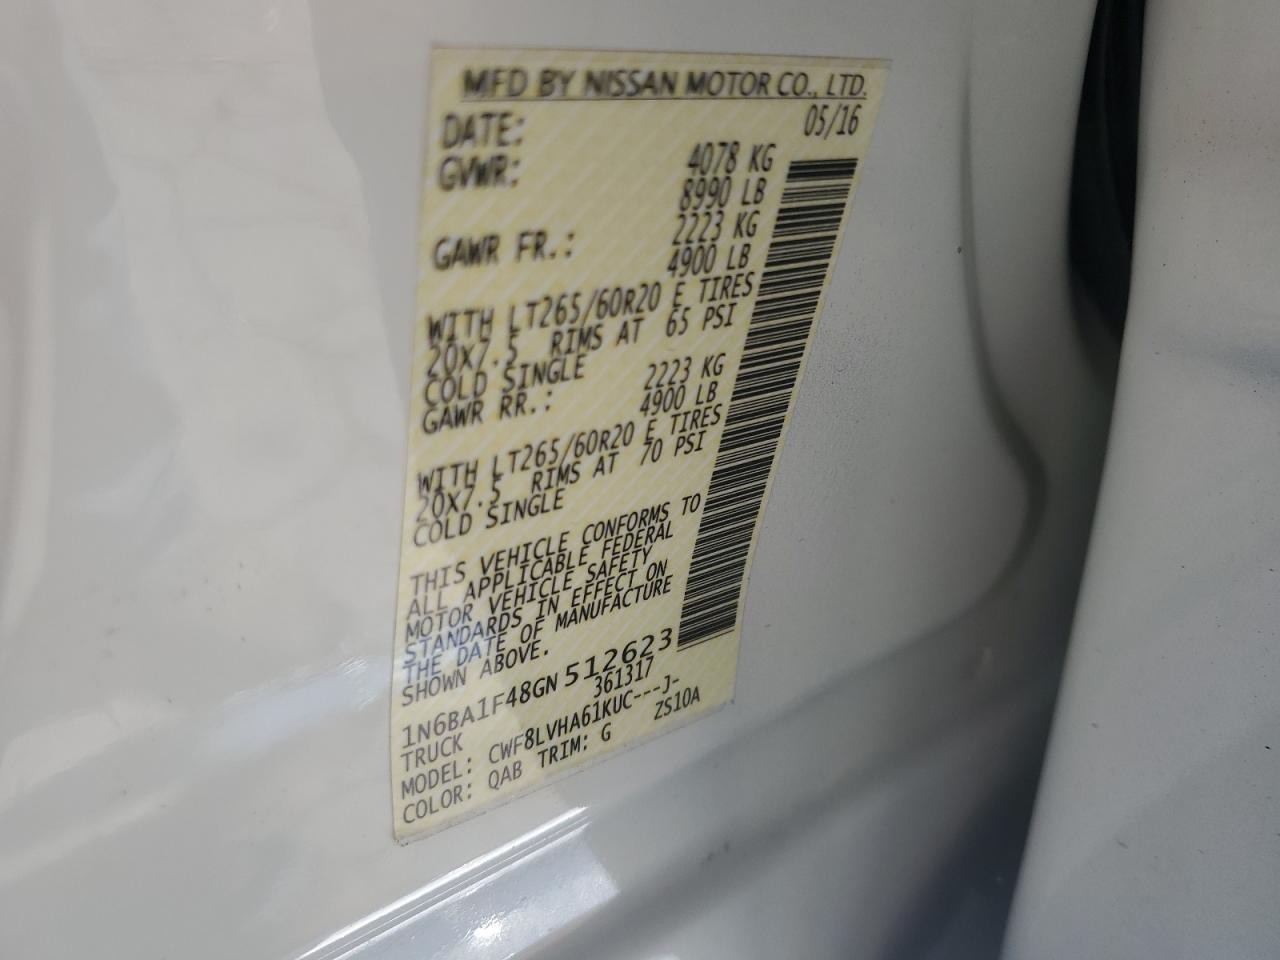 MFD BY NISSAN MOTOR CO., LTD.
DATE: 05/16
GVWR: 4078 KG
8990 LB
GAWR FR.: 2223 KG
4900 LB
WITH LT265/60R20 E TIRES
20X7.5 RIMS AT 65 PSI
COLD SINGLE
GAWR RR.: 2223 KG
4900 LB
WITH LT265/60R20 E TIRES
20X7.5 RIMS AT 70 PSI
COLD SINGLE
THIS VEHICLE CONFORMS TO
ALL APPLICABLE FEDERAL
MOTOR VEHICLE SAFETY
STANDARDS IN EFFECT ON
THE DATE OF MANUFACTURE
SHOWN ABOVE.
1N6BA1F48GN512623
TRUCK 361317
MODEL: CWF8LVHA61KUC---J-
COLOR: QAB TRIM: G ZS10A